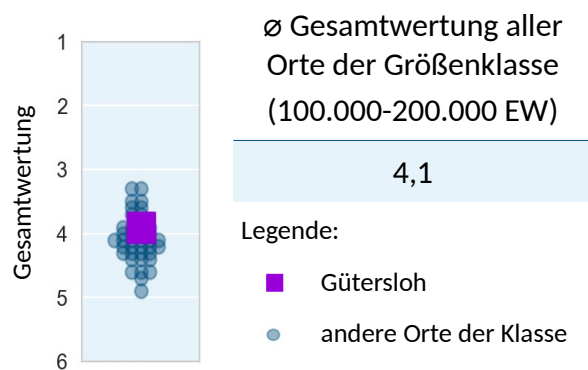 Gesamtwertung
1
2
3
4
5
6
⌀ Gesamtwertung aller
Orte der Größenklasse
(100.000-200.000 EW)
4,1
Legende:
Gütersloh
andere Orte der Klasse